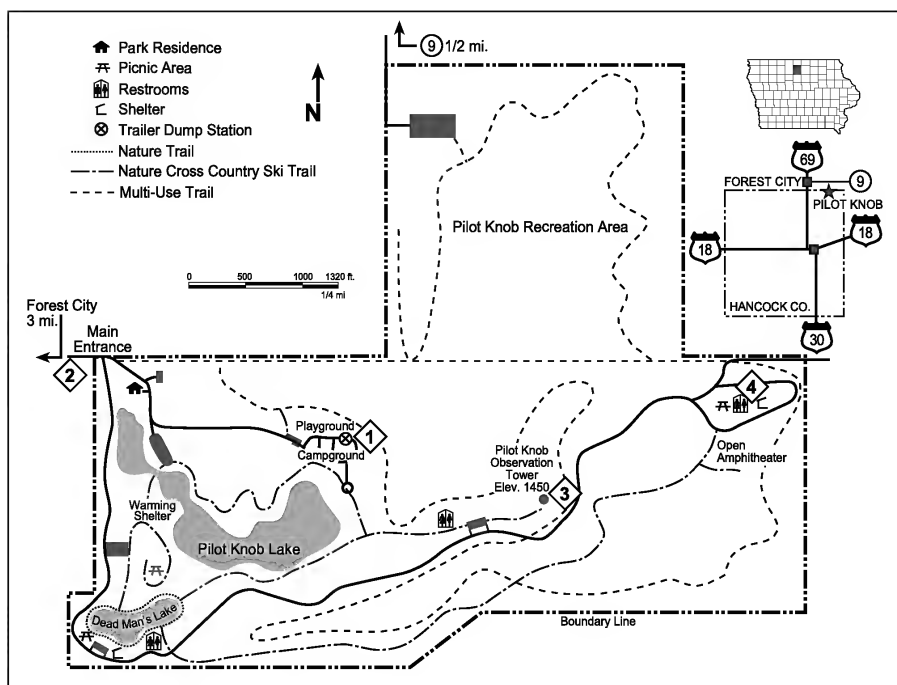 9 1/2 mi.
Park Residence
Picnic Area
Restrooms
Shelter
Trailer Dump Station
Nature Trail
Nature Cross Country Ski Trail
Multi-Use Trail
N
69
FOREST CITY
9
PILOT KNOB
18
18
HANCOCK CO.
30
Pilot Knob Recreation Area
0 500 1000 1320 ft.
1/4 mi
Forest City
3 mi.
Main
Entrance
2
4
Playground
1
Campground
Open
Amphitheater
Pilot Knob
Observation
Tower
Elev. 1450
3
Warming
Shelter
Pilot Knob Lake
Dead Man's Lake
Boundary Line